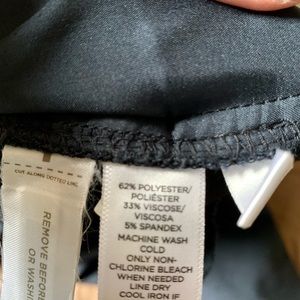 CUT ALONG DOTTED LINE
REMOVE BEFORE
OR WASH
62% POLYESTER/
POLIÉSTER
33% VISCOSE/
VISCOSA
5% SPANDEX
MACHINE WASH
COLD
ONLY NON-
CHLORINE BLEACH
WHEN NEEDED
LINE DRY
COOL IRON IF